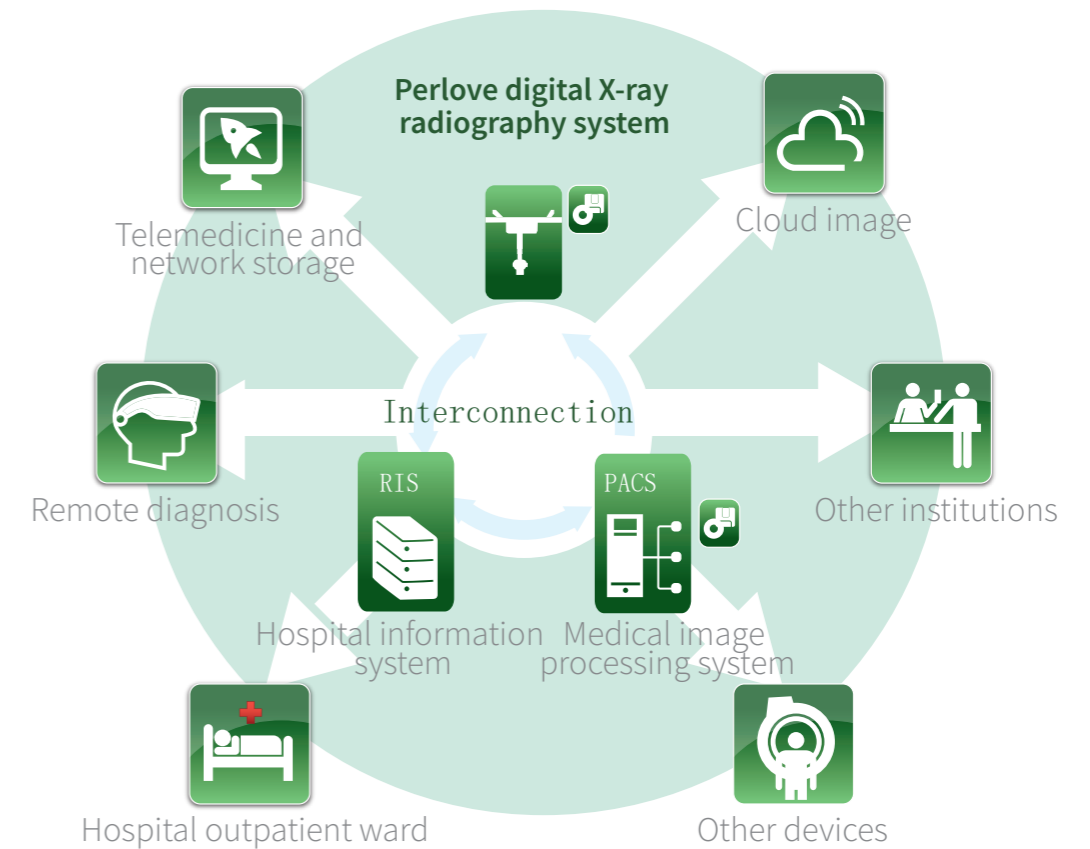 Perlove digital X-ray
radiography system
Telemedicine and
network storage
Cloud image
Interconnection
RIS
PACS
Remote diagnosis
Other institutions
Hospital information
system
Medical image
processing system
Hospital outpatient ward
Other devices